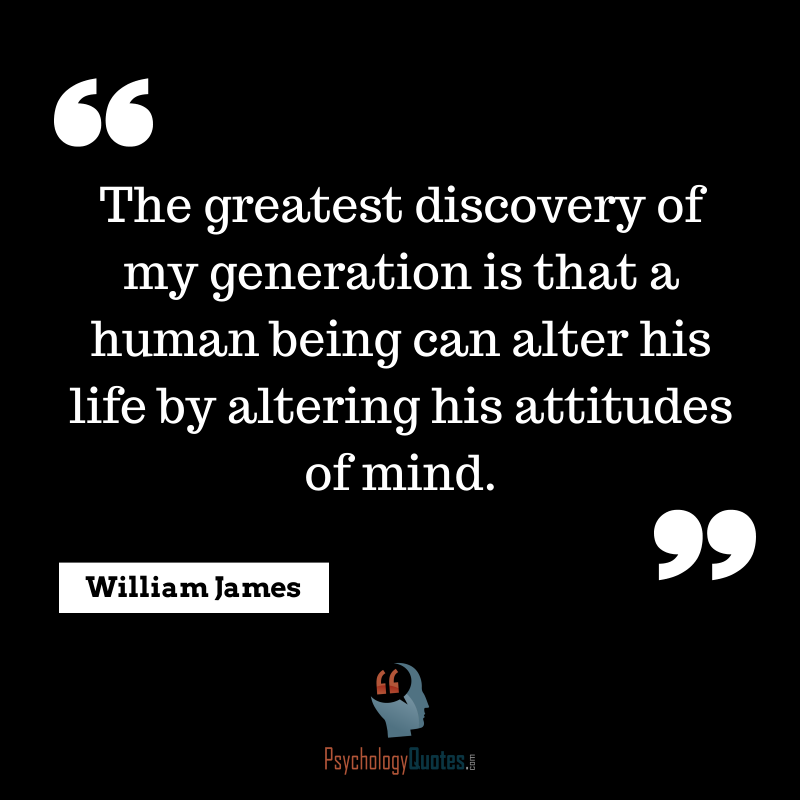 “
The greatest discovery of
my generation is that a
human being can alter his
life by altering his attitudes
of mind.
”
William James
“
PsychologyQuotes.com